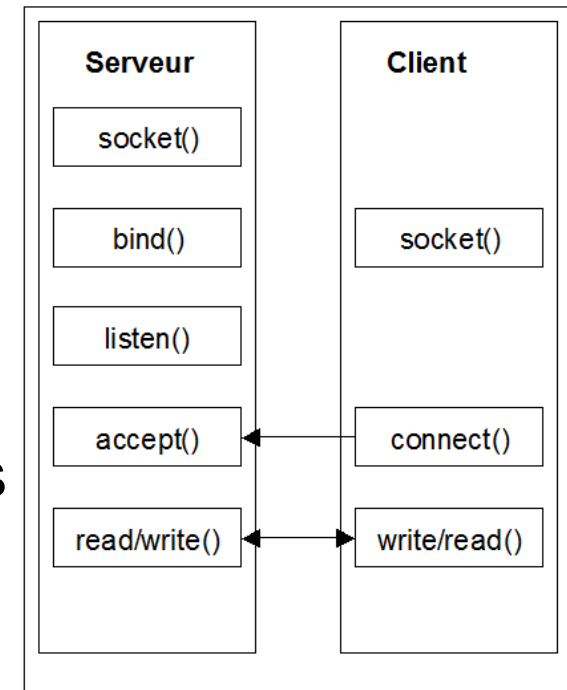 Serveur
socket()
bind()
listen()
accept()
read/write()
Client
socket()
connect()
write/read()
s